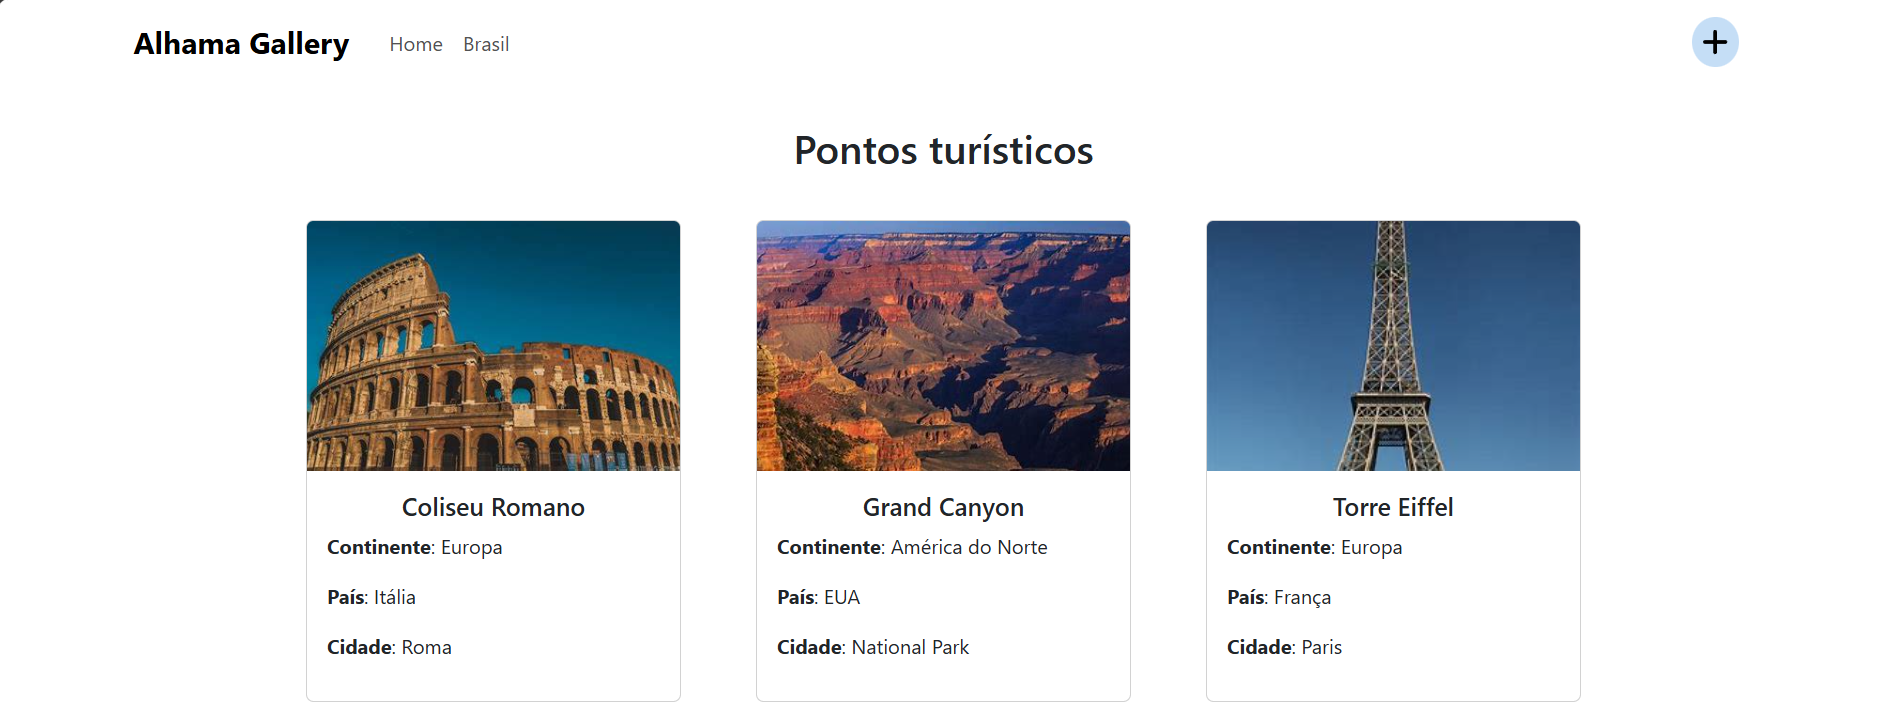 Alhama Gallery Home Brasil
Pontos turísticos
Coliseu Romano
Continente: Europa
País: Itália
Cidade: Roma
Grand Canyon
Continente: América do Norte
País: EUA
Cidade: National Park
Torre Eiffel
Continente: Europa
País: França
Cidade: Paris